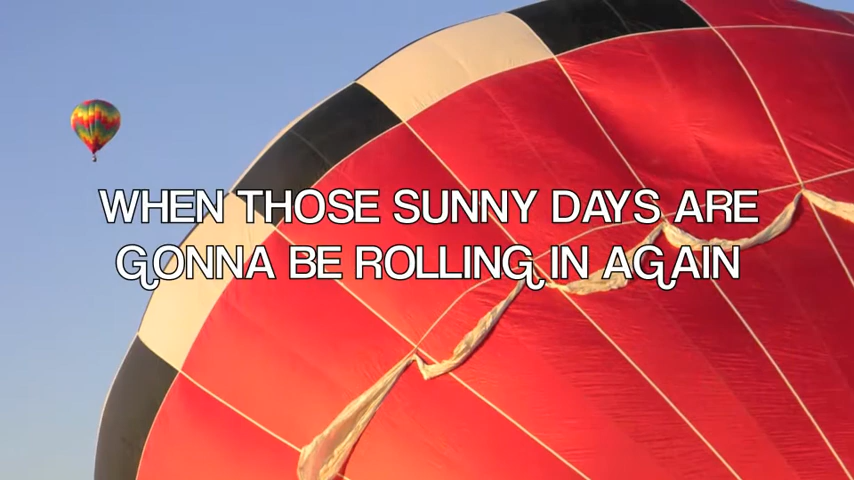 WHEN THOSE SUNNY DAYS ARE
GONNA BE ROLLING IN AGAIN